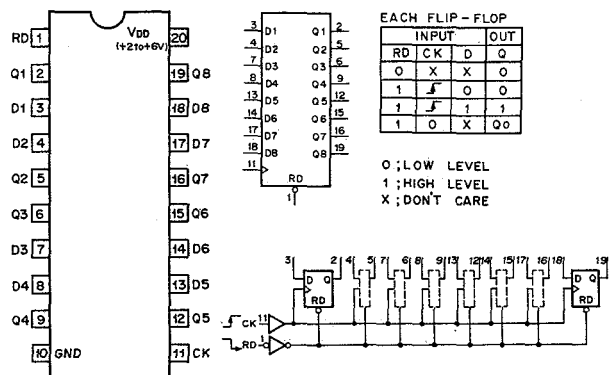 RD 1 VDD 20
(+2to+6V)
Q1 2 19 Q8
D1 3 18 D8
D2 4 17 D7
Q2 5 16 Q7
Q3 6 15 Q6
D3 7 14 D6
D4 8 13 D5
Q4 9 12 Q5
10 GND 11 CK
3 D1 Q1 2
4 D2 Q2 5
7 D3 Q3 6
8 D4 Q4 9
13 D5 Q5 12
14 D6 Q6 15
17 D7 Q7 16
18 D8 Q8 19
11
RD
1
EACH FLIP-FLOP
INPUT OUT
RD CK D Q
0 X X 0
1 0 0
1 1 1
1 0 X Qo
0 ; LOW LEVEL
1 ; HIGH LEVEL
X ; DON'T CARE
3 2 4 5 7 6 8 9 13 12 14 15 17 16 18 19
D Q D Q
RD RD
CK 11
RD 1